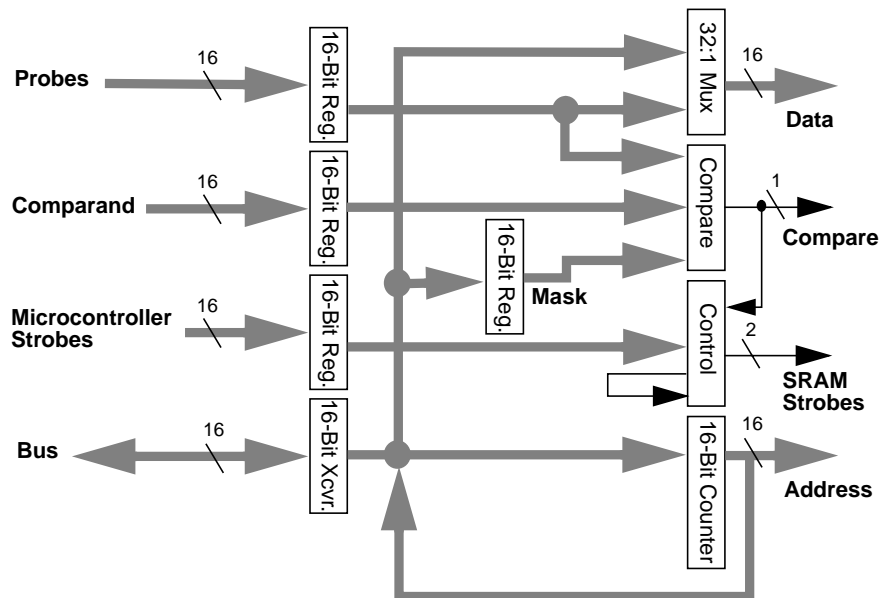 16
Probes
16-Bit Reg.
32:1 Mux
16
Data
16
Comparand
16-Bit Reg.
Compare
1
Compare
16-Bit Reg.
Mask
Microcontroller
Strobes
16
16-Bit Reg.
Control
2
SRAM
Strobes
Bus
16
16-Bit Xcvr.
16-Bit Counter
16
Address